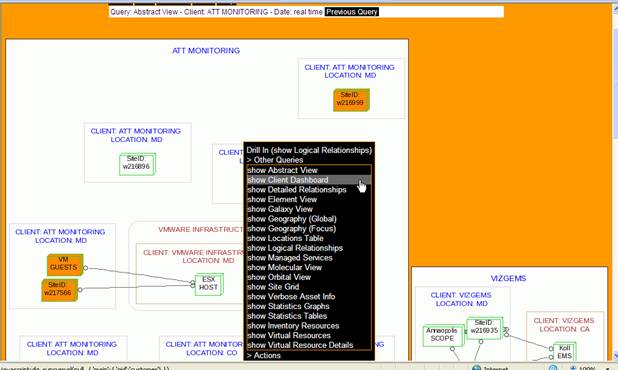 Query: Abstract View - Client: ATT MONITORING - Date: real time Previous Query
ATT MONITORING
CLIENT: ATT MONITORING
LOCATION: MD
SiteID:
w216999
CLIENT: ATT MONITORING
LOCATION: MD
SiteID:
w216896
CLIENT
Drill In (show Logical Relationships)
> Other Queries
show Abstract View
show Client Dashboard
show Detailed Relationships
show Element View
show Galaxy View
show Geography (Global)
show Geography (Focus)
show Locations Table
show Logical Relationships
show Managed Services
show Molecular View
show Orbital View
show Site Grid
show Verbose Asset Info
show Statistics Graphs
show Statistics Tables
show Inventory Resources
show Virtual Resources
show Virtual Resource Details
> Actions
CLIENT: ATT MONITORING
LOCATION: MD
VM
GUESTS
SiteID:
w217566
VMWARE INFRASTRUCT
CLIENT: VMWARE INFRASTR
LOCATION: MD
ESX
HOST
CLIENT: ATT MONITORING
LOCATION: MD
CLIENT: ATT MON
LOCATION: CO
VIZGEMS
CLIENT: VIZGEMS
LOCATION: MD
Annapolis
SCOPE
SiteID:
w216935
CLIENT: VIZGEMS
LOCATION: CA
Koll
EMS
Internet
100%